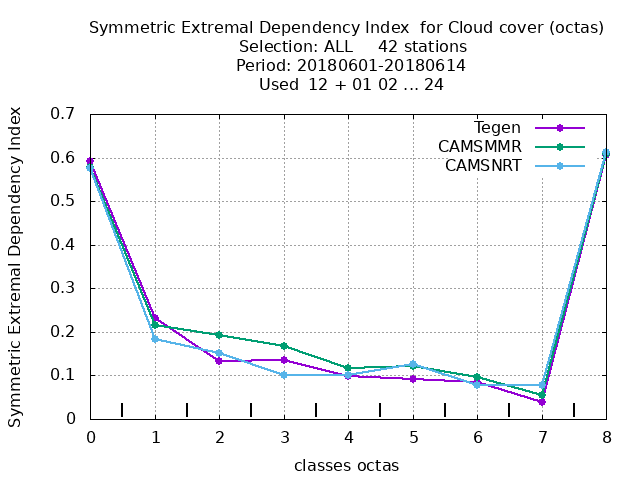 Symmetric Extremal Dependency Index  for Cloud cover (octas)
Selection: ALL     42 stations
Period: 20180601-20180614
Used  12 + 01 02 ... 24
Symmetric Extremal Dependency Index
0.7
0.6
0.5
0.4
0.3
0.2
0.1
0
Tegen
CAMSMMR
CAMSNRT
0 1 2 3 4 5 6 7 8
classes octas